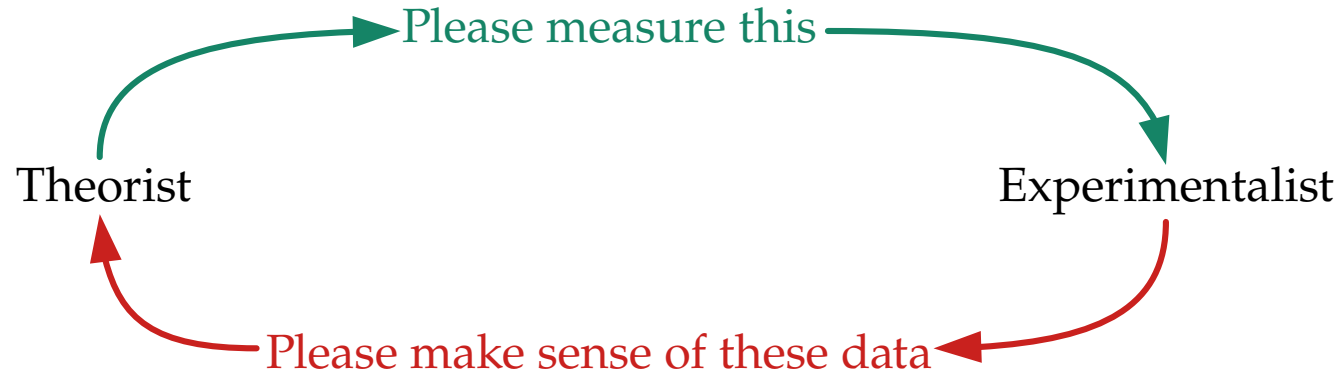 Please measure this
Theorist
Experimentalist
Please make sense of these data